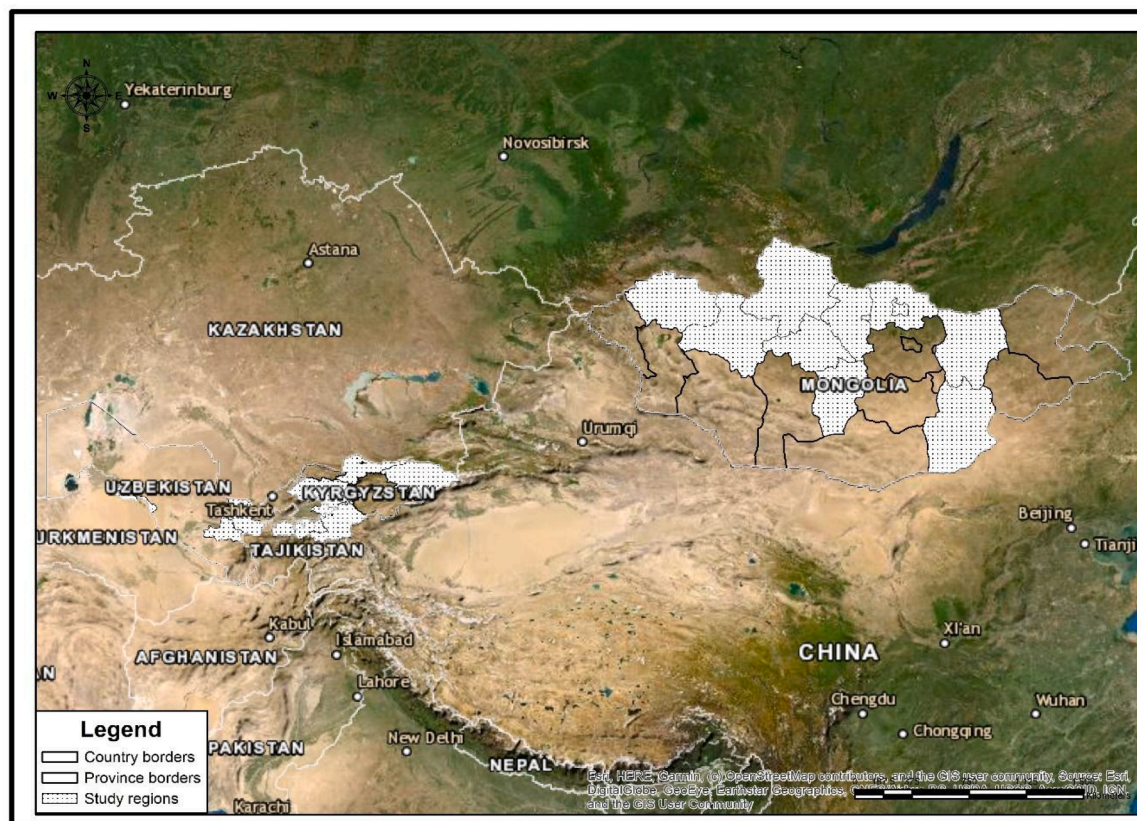 N
W E
S
Yekaterinburg
Novosibirsk
Astana
KAZAKHSTAN
MONGOLIA
Urumqi
UZBEKISTAN
KYRGYZSTAN
Tashkent
Beijing
URKMENISTAN
TAJIKISTAN
Tianji
Kabul
Islamabad
Xi'an
AFGHANISTAN
CHINA
AN
Lahore
Chengdu
Wuhan
Legend
Country borders
Province borders
Study regions
PAKISTAN
New Delhi
Chongqing
NEPAL
Karachi
Esri, HERE, Garmin, (c) OpenStreetMap contributors, and the GIS user community, Source: Esri,
DigitalGlobe, GeoEye, Earthstar Geographics, IGN,
and the GIS User Community